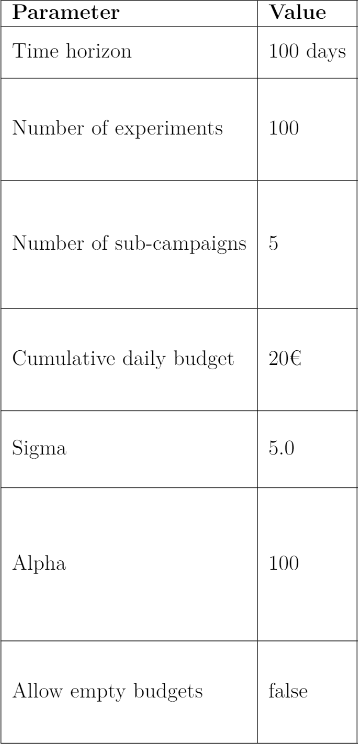 Parameter Value
Time horizon 100 days
Number of experiments 100
Number of sub-campaigns 5
Cumulative daily budget 20€
Sigma 5.0
Alpha 100
Allow empty budgets false